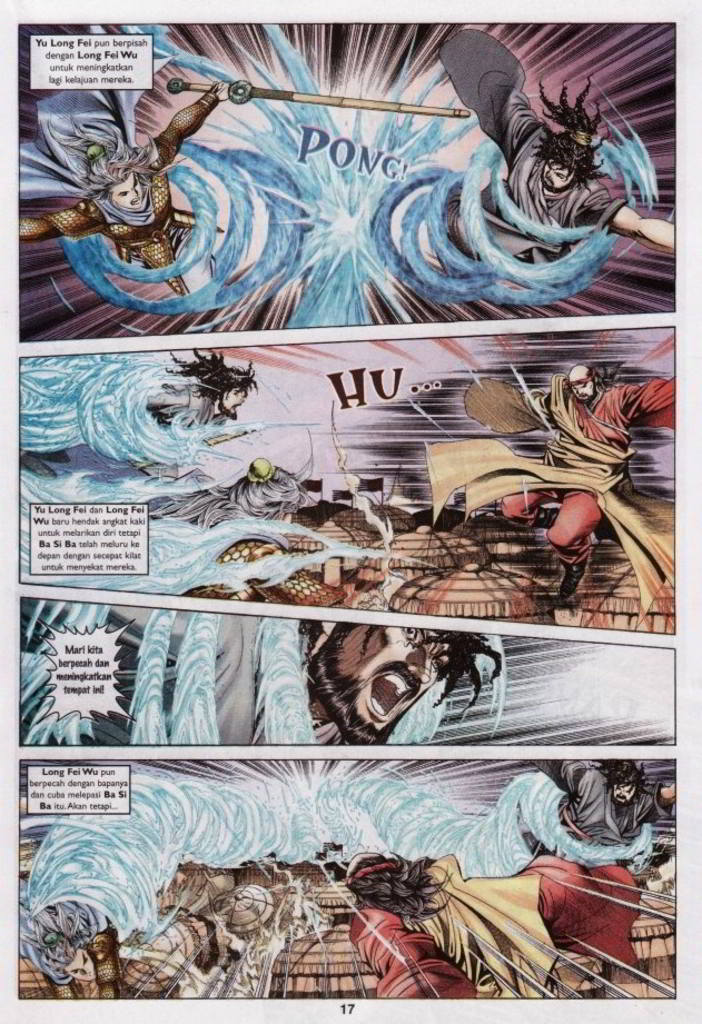 Yu Long Fei pun berpisah
dengan Long Fei Wu
untuk meningkatkan
lagi kelajuan mereka.
PONG!
HU...
Yu Long Fei dan Long Fei
Wu baru hendak angkat kaki
untuk melarikan diri tetapi
Ba Si Ba telah meluru ke
depan dengan secepat kilat
untuk menyekat mereka.
Mari kita
berpecah dan
meningkatkan
tempat ini!
Long Fei Wu pun
berpecah dengan bapanya
dan cuba melepasi Ba Si
Ba itu. Akan tetapi...
17